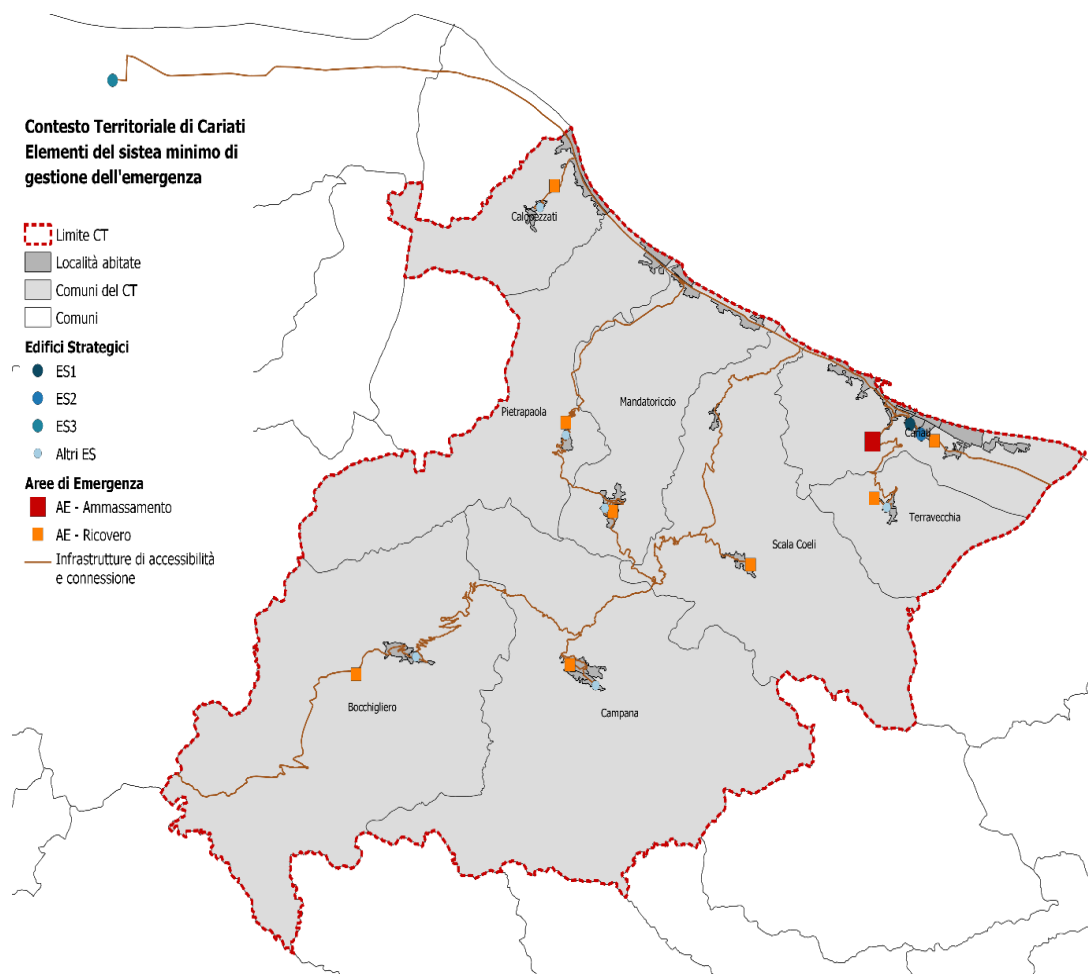 Contesto Territoriale di Cariati
Elementi del sistea minimo di
gestione dell'emergenza
Limite CT
Località abitate
Comuni del CT
Comuni
Edifici Strategici
ES1
ES2
ES3
Altri ES
Aree di Emergenza
AE - Ammassamento
AE - Ricovero
Infrastrutture di accessibilità
e connessione
Calopezzati
Pietrapaola
Mandatoriccio
Cariati
Terravecchia
Scala Coeli
Bocchigliero
Campana